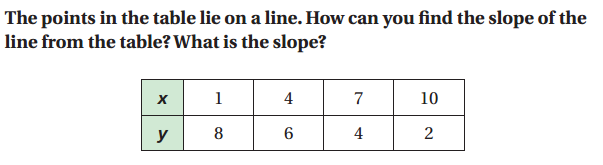 The points in the table lie on a line. How can you find the slope of the
line from the table? What is the slope?
x 1 4 7 10
y 8 6 4 2